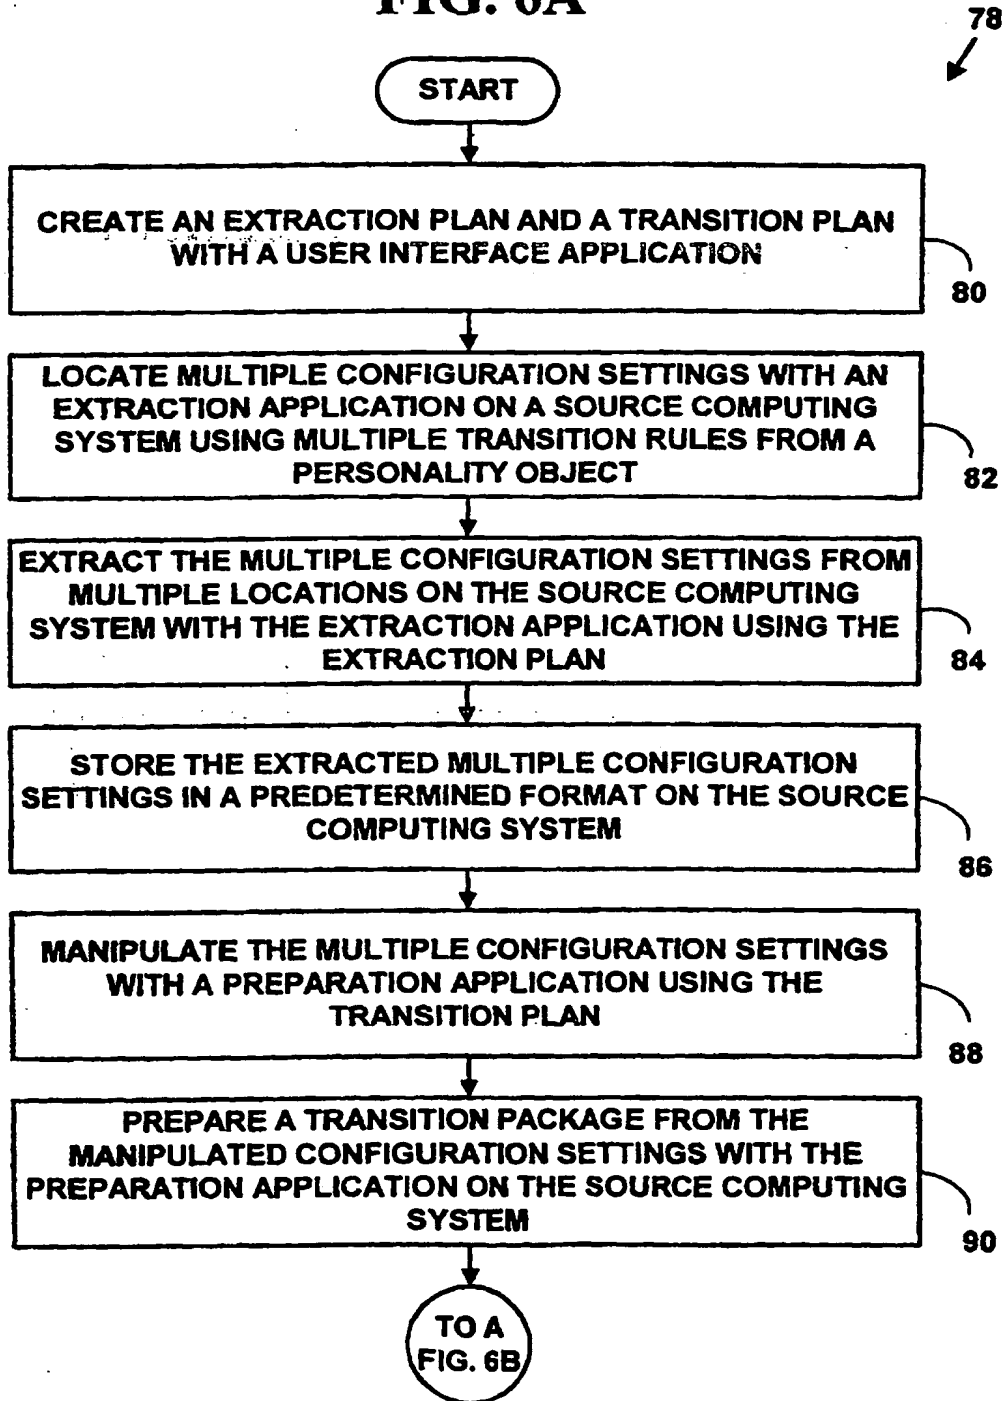 FIG. 6A
78
START
CREATE AN EXTRACTION PLAN AND A TRANSITION PLAN
WITH A USER INTERFACE APPLICATION
80
LOCATE MULTIPLE CONFIGURATION SETTINGS WITH AN
EXTRACTION APPLICATION ON A SOURCE COMPUTING
SYSTEM USING MULTIPLE TRANSITION RULES FROM A
PERSONALITY OBJECT
82
EXTRACT THE MULTIPLE CONFIGURATION SETTINGS FROM
MULTIPLE LOCATIONS ON THE SOURCE COMPUTING
SYSTEM WITH THE EXTRACTION APPLICATION USING THE
EXTRACTION PLAN
84
STORE THE EXTRACTED MULTIPLE CONFIGURATION
SETTINGS IN A PREDETERMINED FORMAT ON THE SOURCE
COMPUTING SYSTEM
86
MANIPULATE THE MULTIPLE CONFIGURATION SETTINGS
WITH A PREPARATION APPLICATION USING THE
TRANSITION PLAN
88
PREPARE A TRANSITION PACKAGE FROM THE
MANIPULATED CONFIGURATION SETTINGS WITH THE
PREPARATION APPLICATION ON THE SOURCE COMPUTING
SYSTEM
90
TO A
FIG. 6B